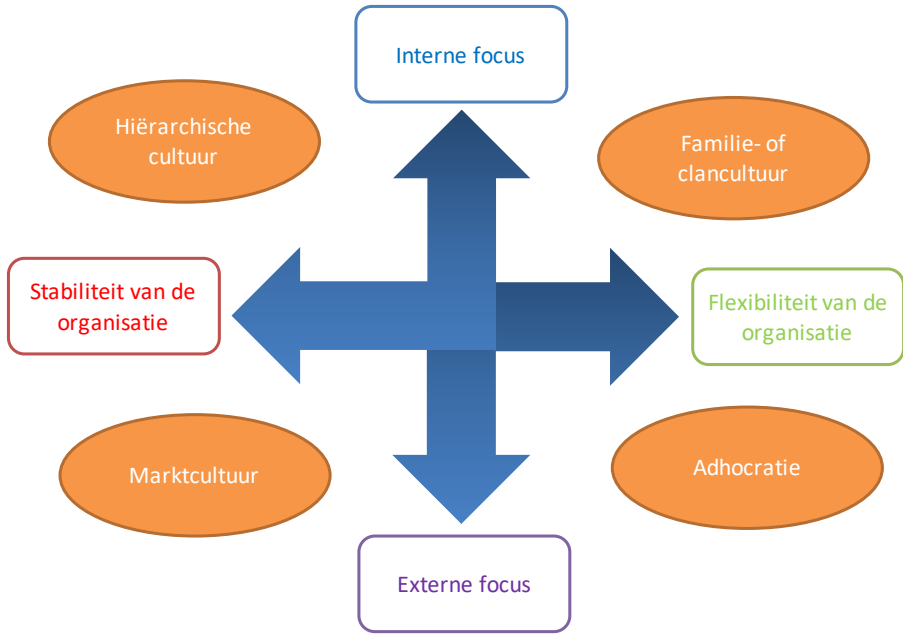 Interne focus
Hiërarchische
cultuur
Familie- of
clancultuur
Stabiliteit van de
organisatie
Flexibiliteit van de
organisatie
Marktcultuur
Adhocratie
Externe focus